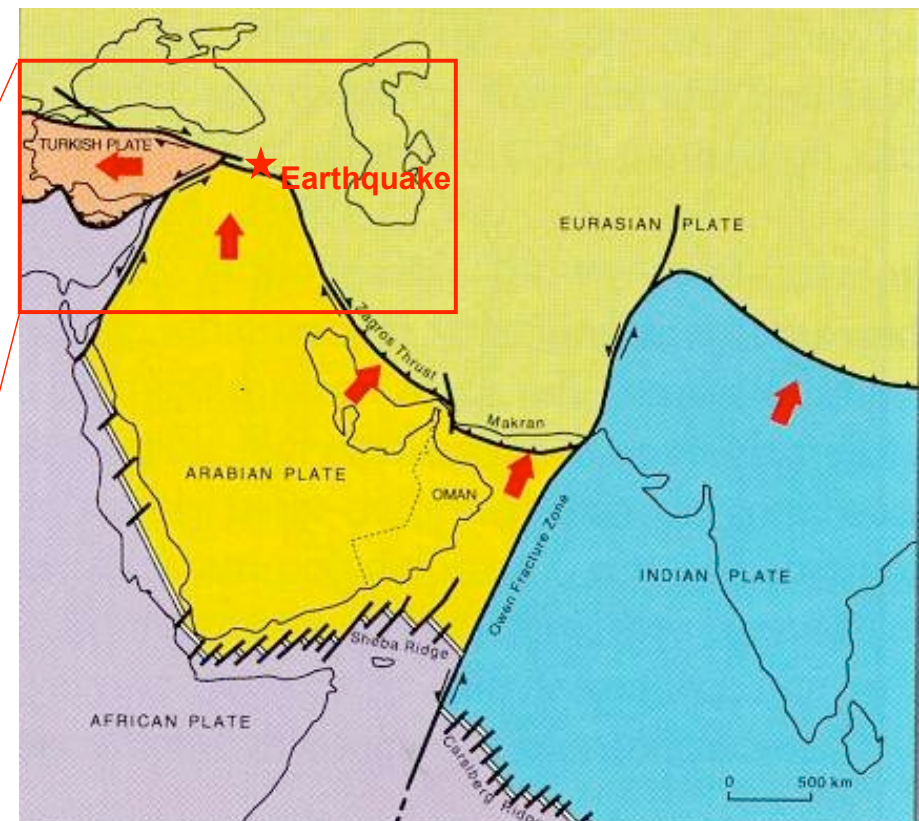 TURKISH PLATE
Earthquake
EURASIAN PLATE
Zagros Thrust
Makran
ARABIAN PLATE
OMAN
Owen Fracture Zone
INDIAN PLATE
Sheba Ridge
AFRICAN PLATE
Carslberg Ridge
0 500 km